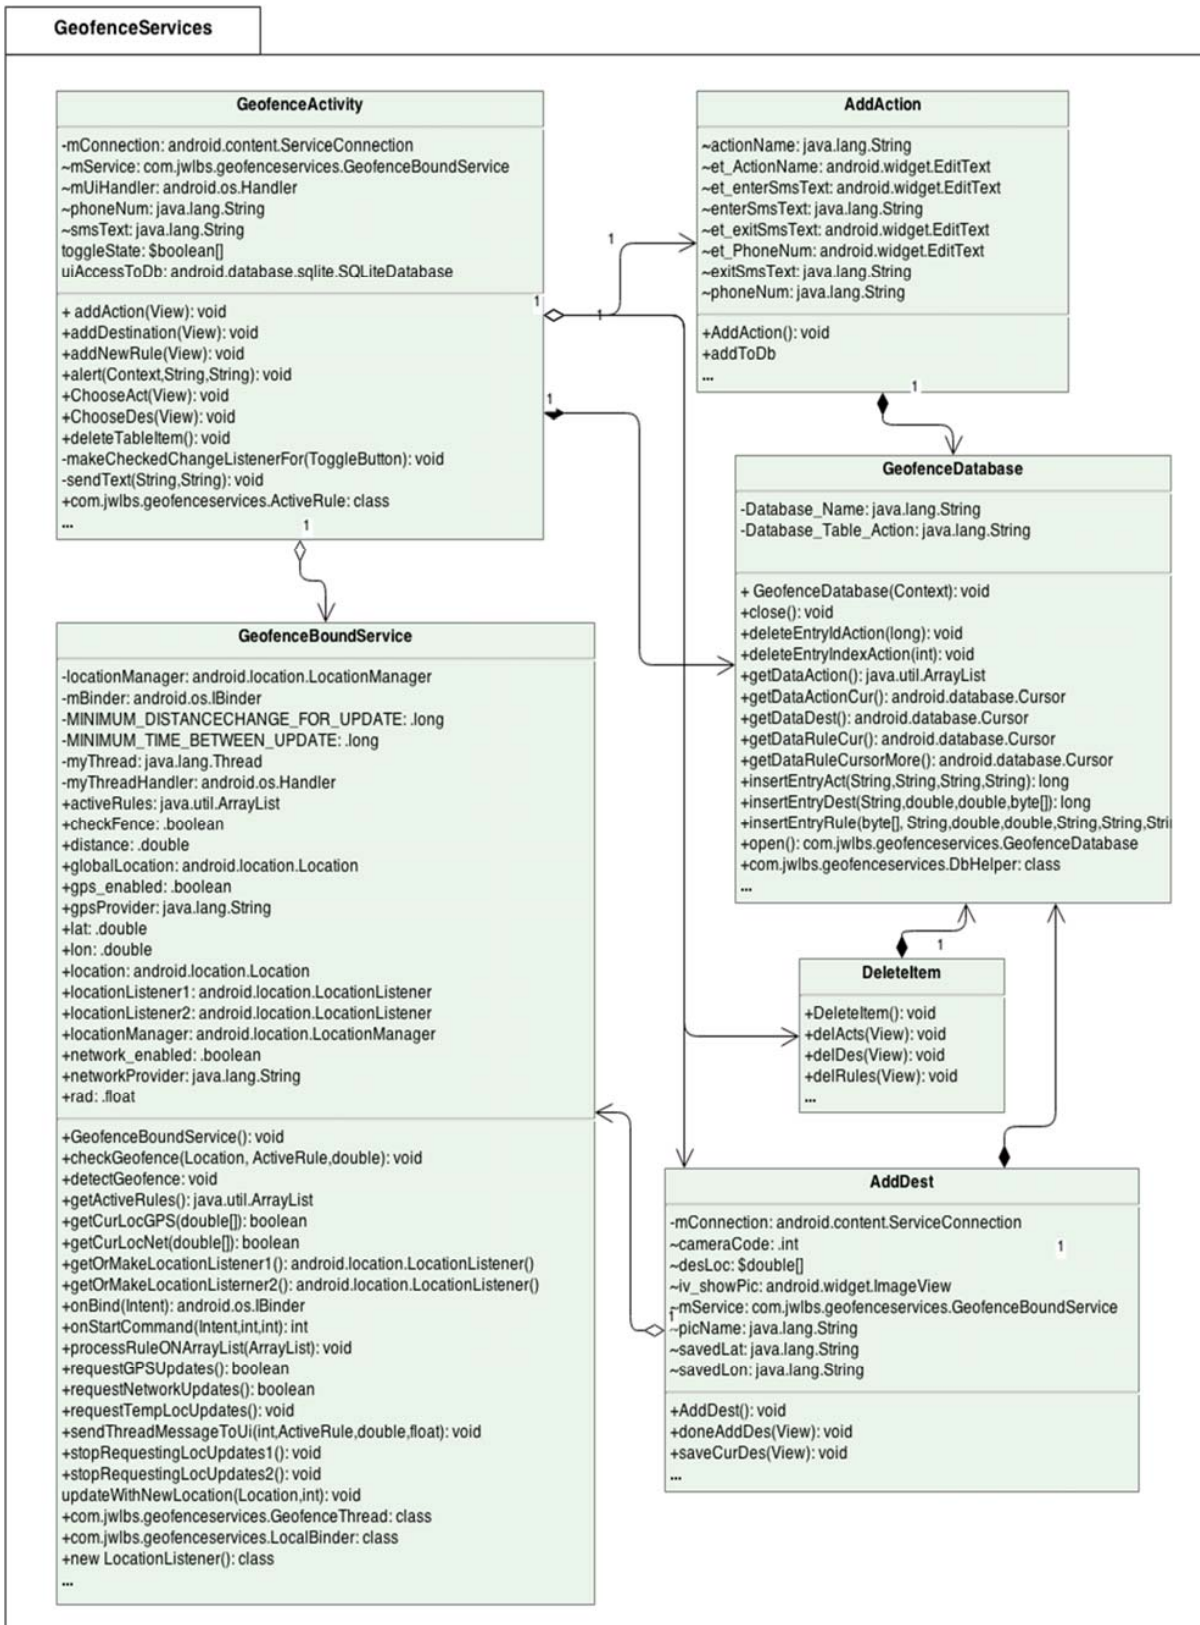 GeofenceServices
GeofenceActivity
-mConnection: android.content.ServiceConnection
~mService: com.jwlbs.geofenceservices.GeofenceBoundService
~mUiHandler: android.os.Handler
~phoneNum: java.lang.String
~smsText: java.lang.String
toggleState: $boolean[]
uiAccessToDb: android.database.sqlite.SQLiteDatabase
+ addAction(View): void
+addDestination(View): void
+addNewRule(View): void
+alert(Context,String,String): void
+ChooseAct(View): void
+ChooseDes(View): void
+deleteTableItem(): void
-makeCheckedChangeListenerFor(ToggleButton): void
-sendText(String,String): void
+com.jwlbs.geofenceservices.ActiveRule: class
...
1
1
1
1
1
AddAction
~actionName: java.lang.String
~et_ActionName: android.widget.EditText
~et_enterSmsText: android.widget.EditText
~enterSmsText: java.lang.String
~et_exitSmsText: android.widget.EditText
~et_PhoneNum: android.widget.EditText
~exitSmsText: java.lang.String
~phoneNum: java.lang.String
+AddAction(): void
+addToDb
...
1
GeofenceDatabase
-Database_Name: java.lang.String
-Database_Table_Action: java.lang.String
+ GeofenceDatabase(Context): void
+close(): void
+deleteEntryIdAction(long): void
+deleteEntryIndexAction(int): void
+getDataAction(): java.util.ArrayList
+getDataActionCur(): android.database.Cursor
+getDataDest(): android.database.Cursor
+getDataRuleCur(): android.database.Cursor
+getDataRuleCursorMore(): android.database.Cursor
+insertEntryAct(String,String,String,String): long
+insertEntryDest(String,double,double,byte[]): long
+insertEntryRule(byte[], String,double,double,String,String,Stri
+open(): com.jwlbs.geofenceservices.GeofenceDatabase
+com.jwlbs.geofenceservices.DbHelper: class
...
GeofenceBoundService
-locationManager: android.location.LocationManager
-mBinder: android.os.IBinder
-MINIMUM_DISTANCECHANGE_FOR_UPDATE: .long
-MINIMUM_TIME_BETWEEN_UPDATE: .long
-myThread: java.lang.Thread
-myThreadHandler: android.os.Handler
+activeRules: java.util.ArrayList
+checkFence: .boolean
+distance: .double
+globalLocation: android.location.Location
+gps_enabled: .boolean
+gpsProvider: java.lang.String
+lat: .double
+lon: .double
+location: android.location.Location
+locationListener1: android.location.LocationListener
+locationListener2: android.location.LocationListener
+locationManager: android.location.LocationManager
+network_enabled: .boolean
+networkProvider: java.lang.String
+rad: .float
+GeofenceBoundService(): void
+checkGeofence(Location, ActiveRule,double): void
+detectGeofence: void
+getActiveRules(): java.util.ArrayList
+getCurLocGPS(double[]): boolean
+getCurLocNet(double[]): boolean
+getOrMakeLocationListener1(): android.location.LocationListener()
+getOrMakeLocationListerner2(): android.location.LocationListener()
+onBind(Intent): android.os.IBinder
+onStartCommand(Intent,int,int): int
+processRuleONArrayList(ArrayList): void
+requestGPSUpdates(): boolean
+requestNetworkUpdates(): boolean
+requestTempLocUpdates(): void
+sendThreadMessageToUi(int,ActiveRule,double,float): void
+stopRequestingLocUpdates1(): void
+stopRequestingLocUpdates2(): void
updateWithNewLocation(Location,int): void
+com.jwlbs.geofenceservices.GeofenceThread: class
+com.jwlbs.geofenceservices.LocalBinder: class
+new LocationListener(): class
...
1
DeleteItem
+DeleteItem(): void
+delActs(View): void
+delDes(View): void
+delRules(View): void
...
AddDest
-mConnection: android.content.ServiceConnection
~cameraCode: .int
~desLoc: $double[]
~iv_showPic: android.widget.ImageView
~mService: com.jwlbs.geofenceservices.GeofenceBoundService
~picName: java.lang.String
~savedLat: java.lang.String
~savedLon: java.lang.String
1
1
+AddDest(): void
+doneAddDes(View): void
+saveCurDes(View): void
...